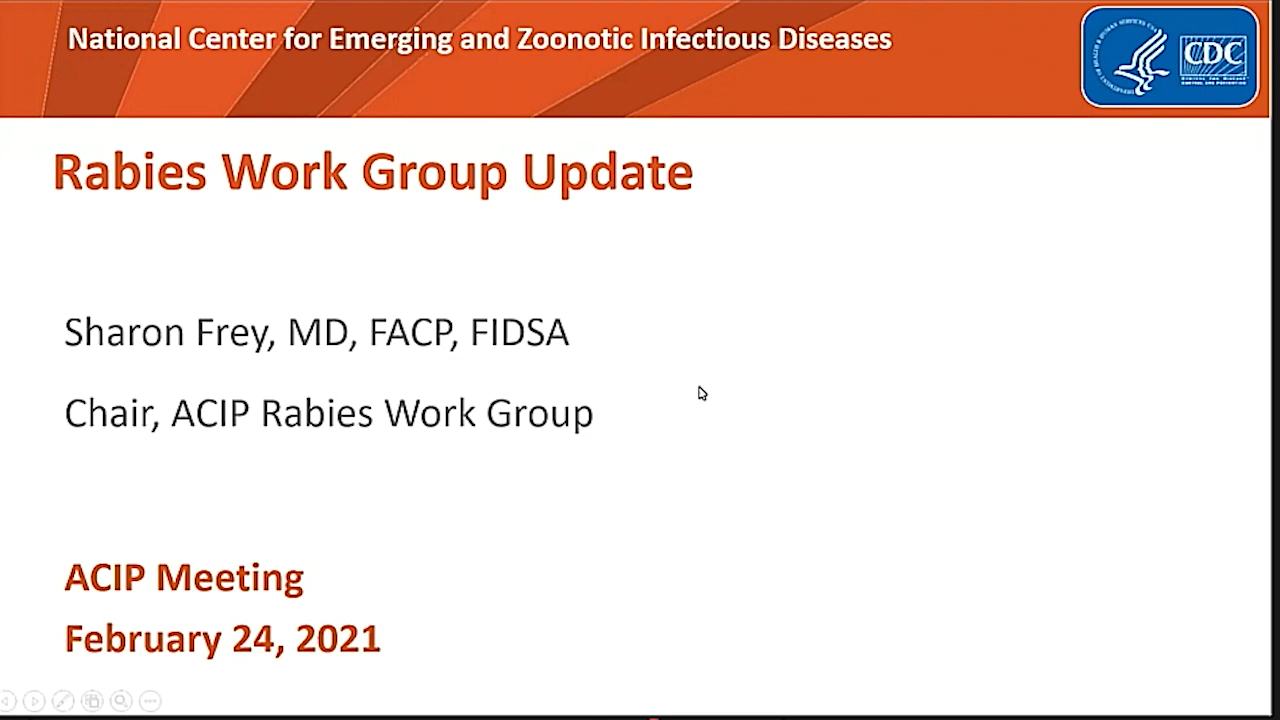 National Center for Emerging and Zoonotic Infectious Diseases
CDC
Rabies Work Group Update
Sharon Frey, MD, FACP, FIDSA
Chair, ACIP Rabies Work Group
ACIP Meeting
February 24, 2021